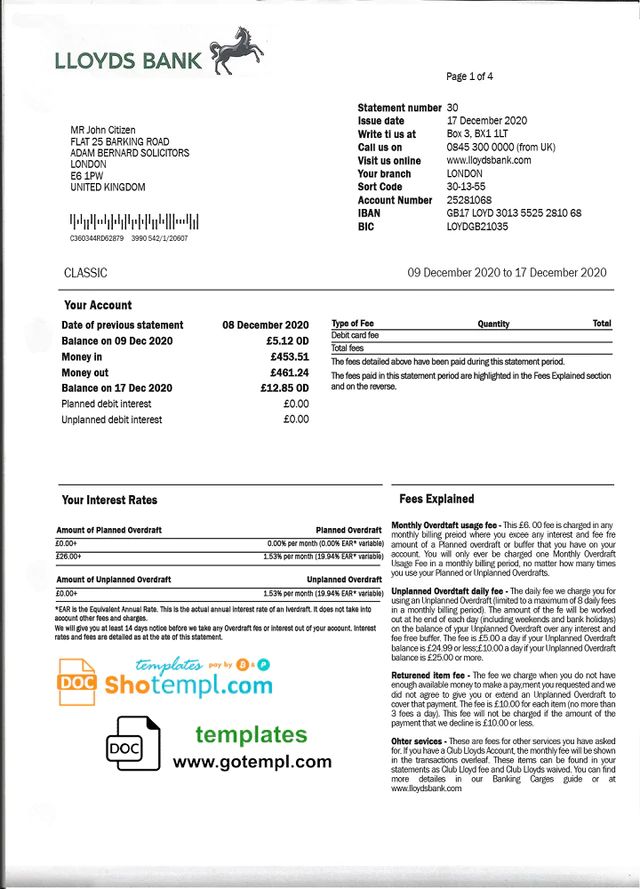 LLOYDS BANK
Page 1 of 4
Statement number 30
Issue date 17 December 2020
Write ti us at Box 3, BX1 1LT
Call us on 0845 300 0000 (from UK)
Visit us online www.lloydsbank.com
Your branch LONDON
Sort Code 30-13-55
Account Number 25281068
IBAN GB17 LOYD 3013 5525 2810 68
BIC LOYDGB21035
MR John Citizen
FLAT 25 BARKING ROAD
ADAM BERNARD SOLICITORS
LONDON
E6 1PW
UNITED KINGDOM
C360344RD62879 3990 542/1/20607
CLASSIC
09 December 2020 to 17 December 2020
Your Account
Date of previous statement 08 December 2020
Balance on 09 Dec 2020 £5.12 OD
Money in £453.51
Money out £461.24
Balance on 17 Dec 2020 £12.85 OD
Planned debit interest £0.00
Unplanned debit interest £0.00
Type of Fee Quantity Total
Debit card fee
Total fees
The fees detailed above have been paid during this statement period.
The fees paid in this statement period are highlighted in the Fees Explained section
and on the reverse.
Your Interest Rates
Amount of Planned Overdraft Planned Overdraft
£0.00+ 0.00% per month (0.00% EAR* variable)
£26.00+ 1,53% per month (19.94% EAR* variable)
Amount of Unplanned Overdraft Unplanned Overdraft
£0.00+ 1,53% per month (19.94% EAR* variable)
*EAR is the Equivalent Annual Rate. This is the actual annual interest rate of an Iverdraft. It does not take into
account other fees and charges.
We will give you at least 14 days notice before we take any Overdraft fes or interest out of your account. Interest
rates and fees are detailed as at the ate of this statement.
Fees Explained
Monthly Overdtaft usage fee - This £6. 00 fee is charged in any
monthly billing preiod where you excee any interest and fee fre
amount of a Planned overdraft or buffer that you have on your
account. You will only ever be charged one Monthly Overdraft
Usage Fee in a monthly billing period, no matter how many times
you use your Planned or Unplanned Overdrafts.
Unplanned Overdtaft daily fee - The daily fee we charge you for
using an Unplanned Overdraft (limited to a maximum of 8 daily fees
in a monthly billing period). The amount of the fe will be worked
out at the end of each day (including weekends and bank holidays)
on the balance of your Unplanned Overdraft over any interest and
fee free buffer. The fee is £5.00 a day if your Unplanned Overdraft
balance is £24.99 or less;£10.00 a day if your Unplanned Overdraft
balance is £25.00 or more.
Returened item fee - The fee we charge when you do not have
enough available money to make a pay,ment you requested and we
did not agree to give you or extend an Unplanned Overdraft to
cover that payment. The,fee is £10.00 for each item (no more than
3 fees a day). This fee will not be charged if the amount of the
payment that we decline is £10.00 or less.
Ohter sevices - These are fees for other services you have asked
for. If you have a Club Lloyds Account, the monthly fee will be shown
in the transactions overleaf. These items can be found in your
statements as Club Lloyd fee and Club Lloyds waived. You can find
more detailes in our Banking Carges guide or at
www.lloydsbank.com
templates pay by B & P
DOC Shotempl.com
DOC templates
www.gotempl.com